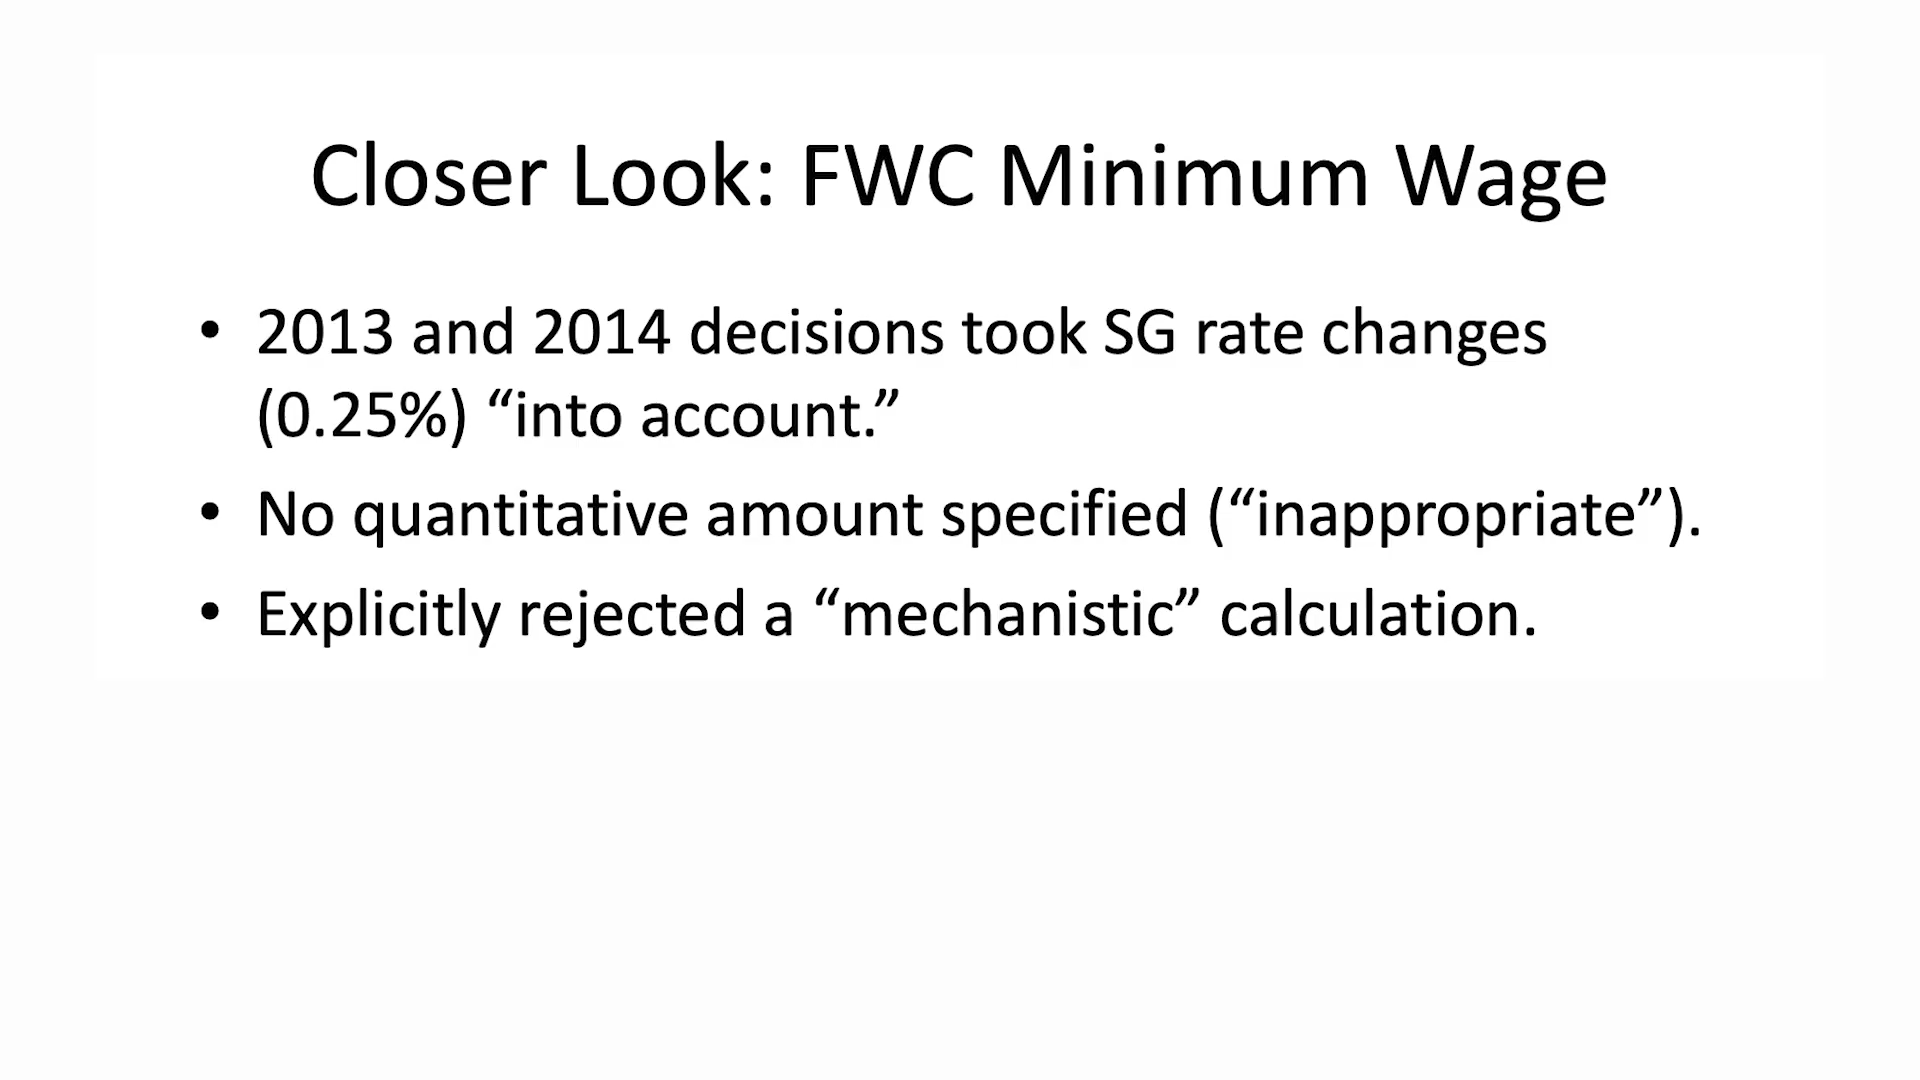 Closer Look: FWC Minimum Wage
• 2013 and 2014 decisions took SG rate changes
(0.25%) “into account.”
• No quantitative amount specified (“inappropriate”).
• Explicitly rejected a “mechanistic” calculation.